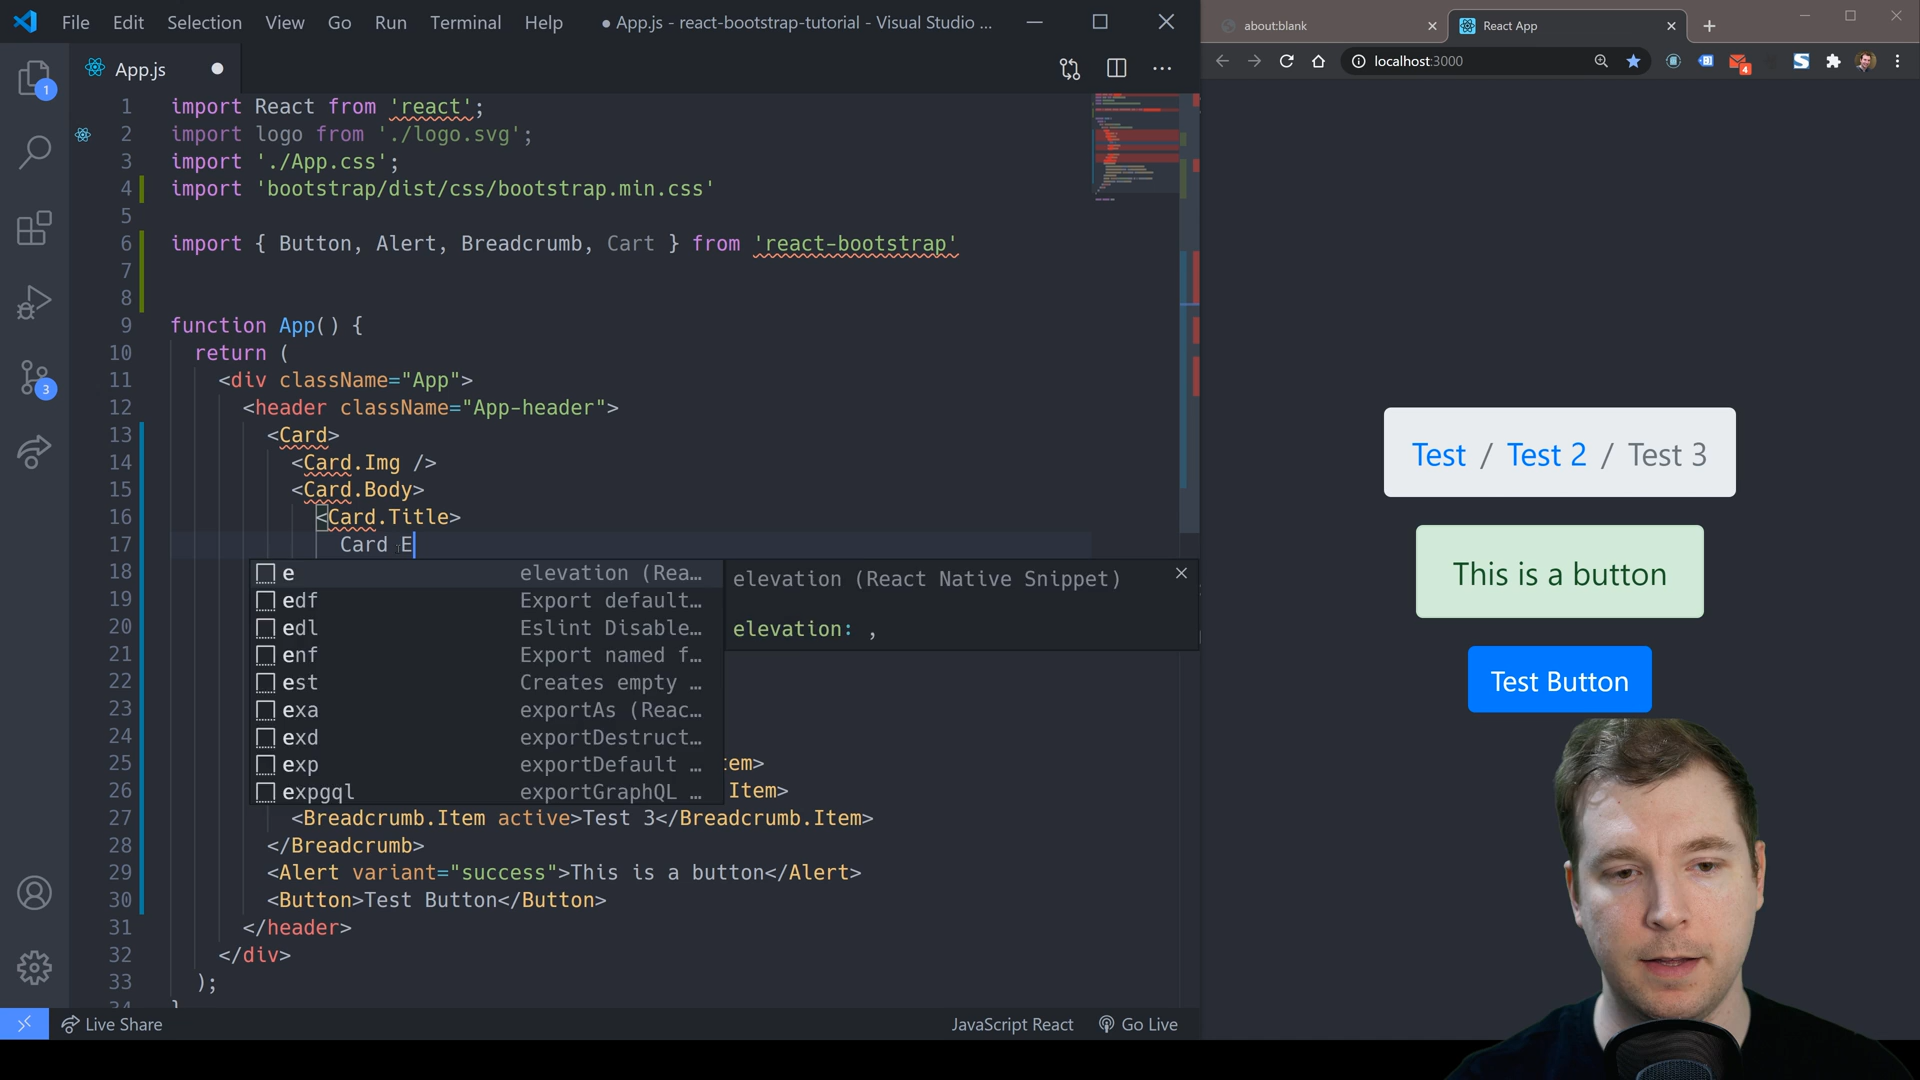 File Edit Selection View Go Run Terminal Help
● App.js - react-bootstrap-tutorial - Visual Studio ...
App.js
1 import React from 'react';
2 import logo from './logo.svg';
3 import './App.css';
4 import 'bootstrap/dist/css/bootstrap.min.css'
5
6 import { Button, Alert, Breadcrumb, Cart } from 'react-bootstrap'
7
8
9 function App() {
10 return (
11 <div className="App">
12 <header className="App-header">
13 <Card>
14 <Card.Img />
15 <Card.Body>
16 <Card.Title>
17 Card E
18
19
20
21
22
23
24
25 tem>
26 Item>
27 <Breadcrumb.Item active>Test 3</Breadcrumb.Item>
28 </Breadcrumb>
29 <Alert variant="success">This is a button</Alert>
30 <Button>Test Button</Button>
31 </header>
32 </div>
33 );
34 }
e elevation (Rea…
edf Export default…
edl Eslint Disable…
enf Export named f…
est Creates empty …
exa exportAs (Reac…
exd exportDestruct…
exp exportDefault …
expgql exportGraphQL …
elevation (React Native Snippet)
elevation: ,
1
3
Live Share
JavaScript React
Go Live
about:blank
React App
localhost:3000
4
Test / Test 2 / Test 3
This is a button
Test Button